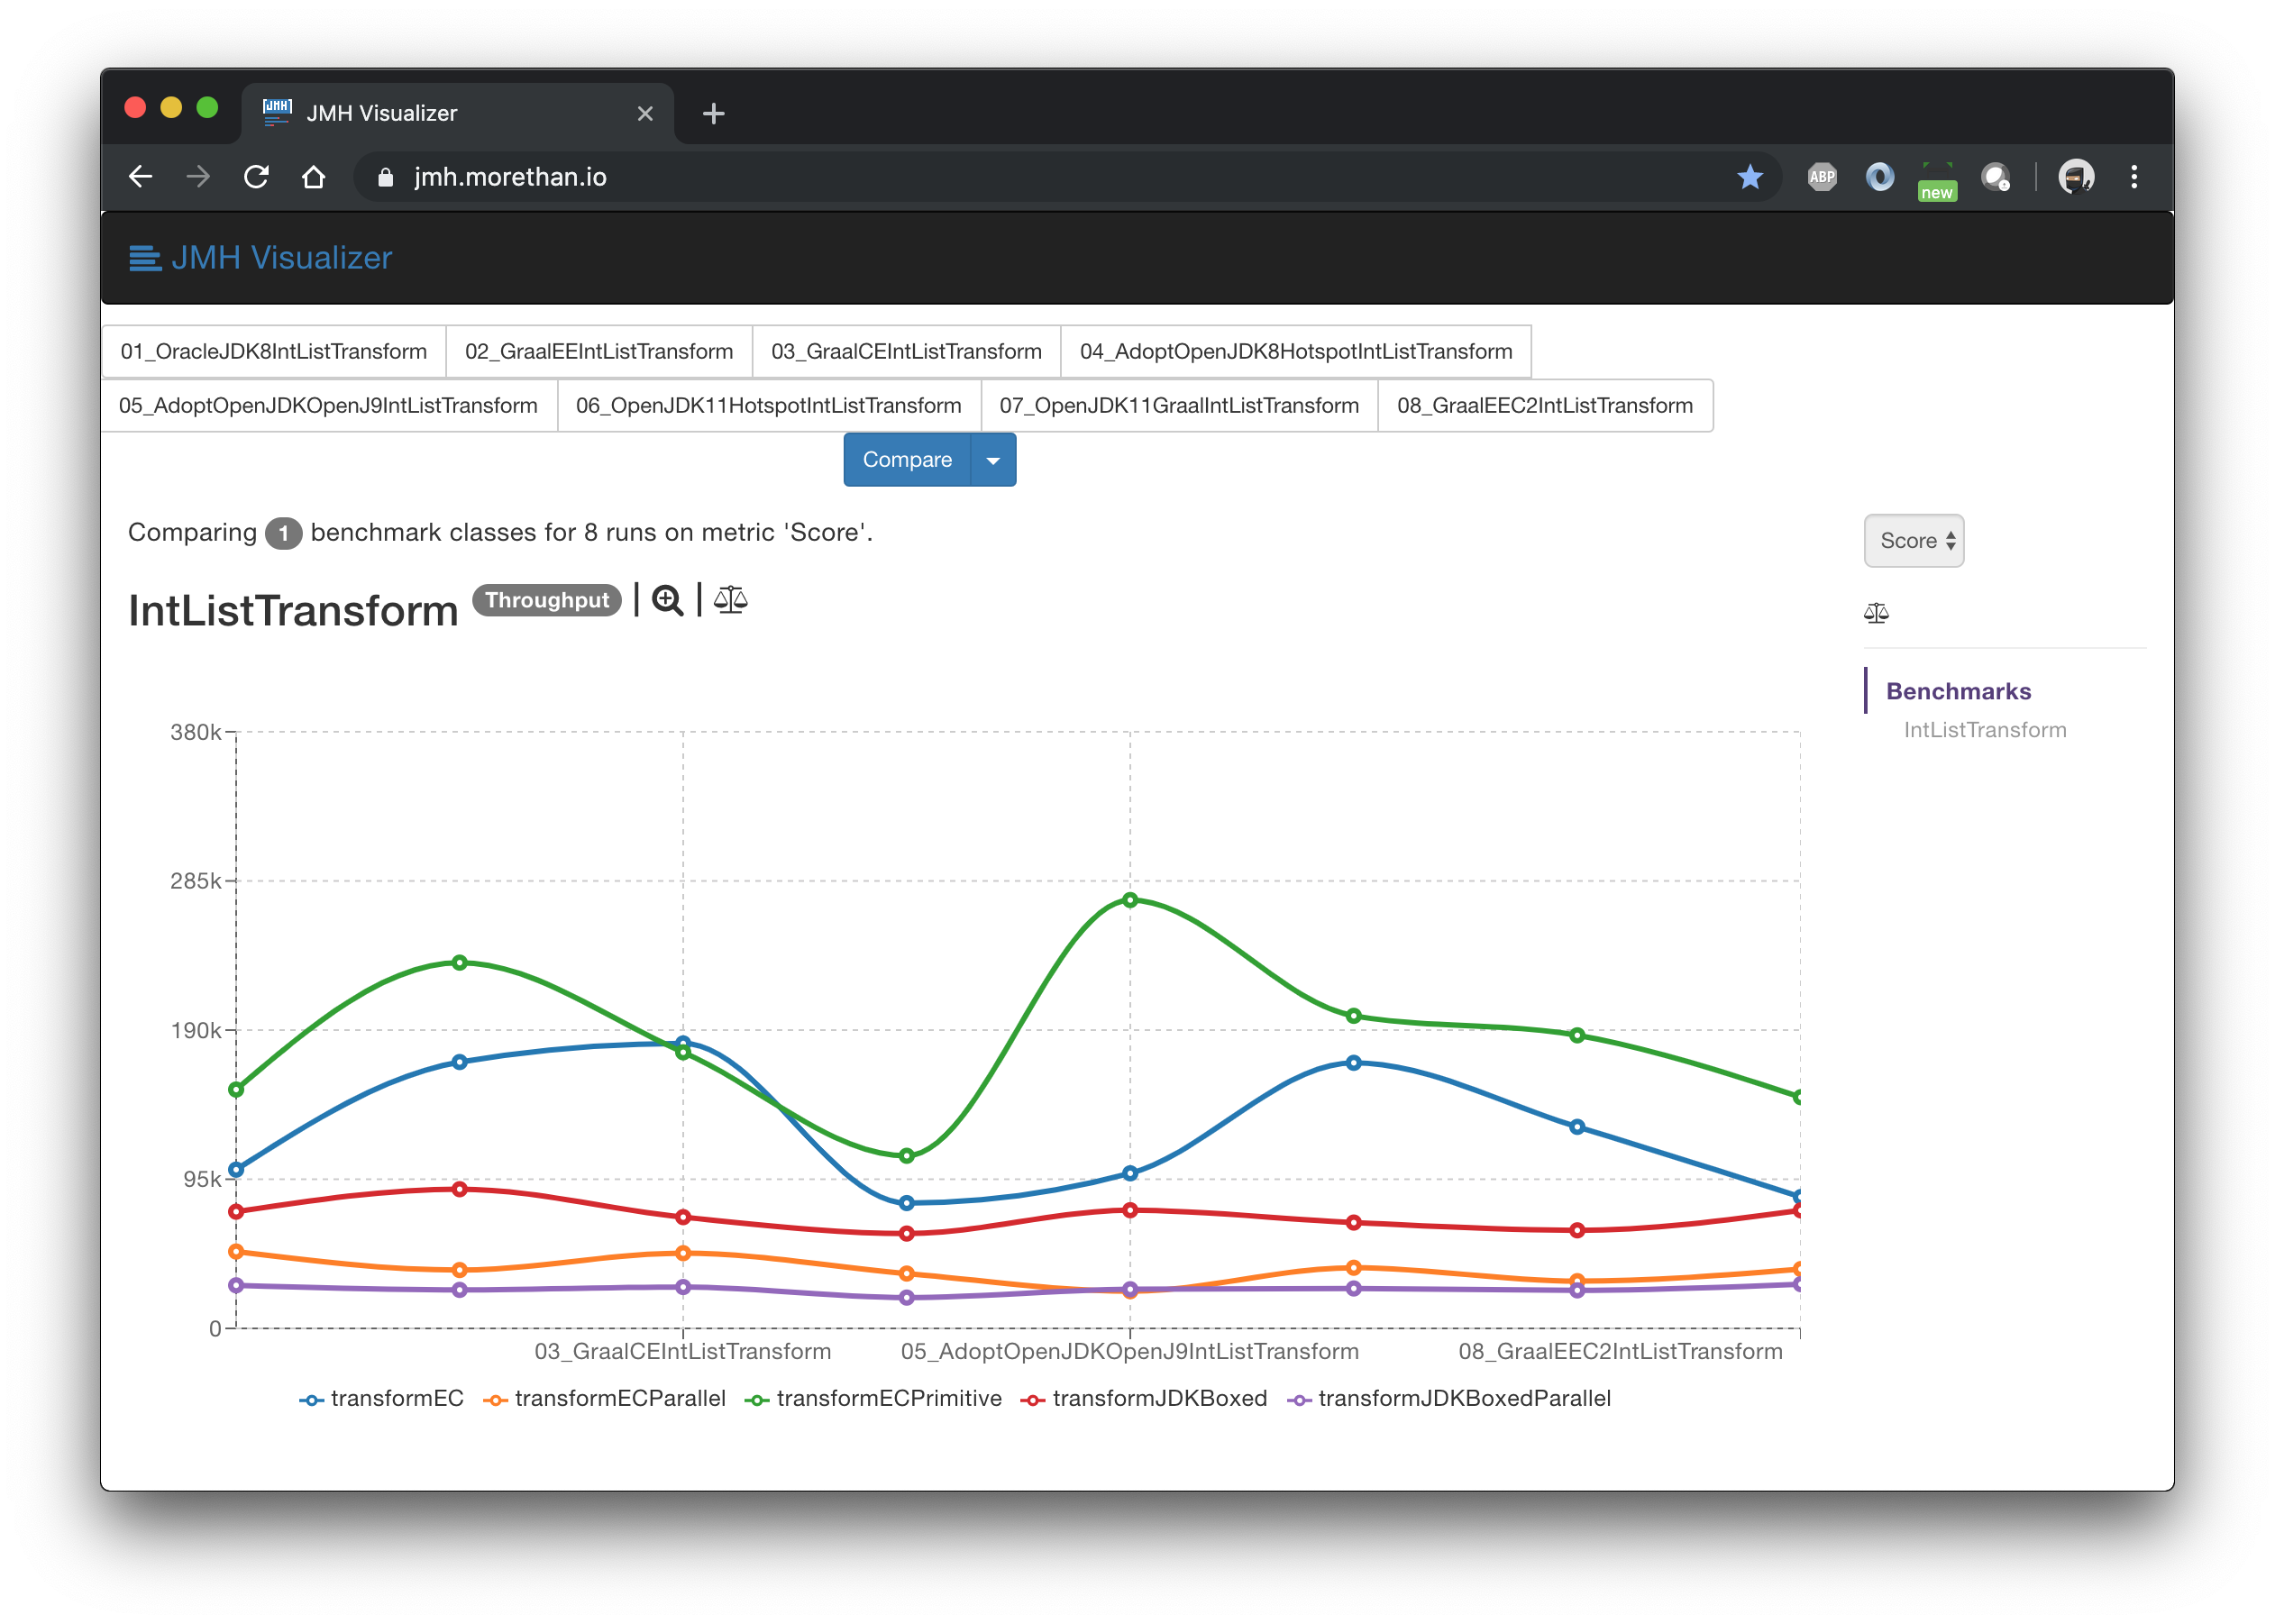 JMH
JMH Visualizer
jmh.morethan.io
ABP
new
JMH Visualizer
01_OracleJDK8IntListTransform 02_GraalEEIntListTransform 03_GraalCEIntListTransform 04_AdoptOpenJDK8HotspotIntListTransform
05_AdoptOpenJDKOpenJ9IntListTransform 06_OpenJDK11HotspotIntListTransform 07_OpenJDK11GraalIntListTransform 08_GraalEEC2IntListTransform
Compare
Comparing 1 benchmark classes for 8 runs on metric 'Score'.
Score
IntListTransform Throughput
Benchmarks
IntListTransform
380k
285k
190k
95k
0
03_GraalCEIntListTransform 05_AdoptOpenJDKOpenJ9IntListTransform 08_GraalEEC2IntListTransform
transformEC transformECParallel transformECPrimitive transformJDKBoxed transformJDKBoxedParallel